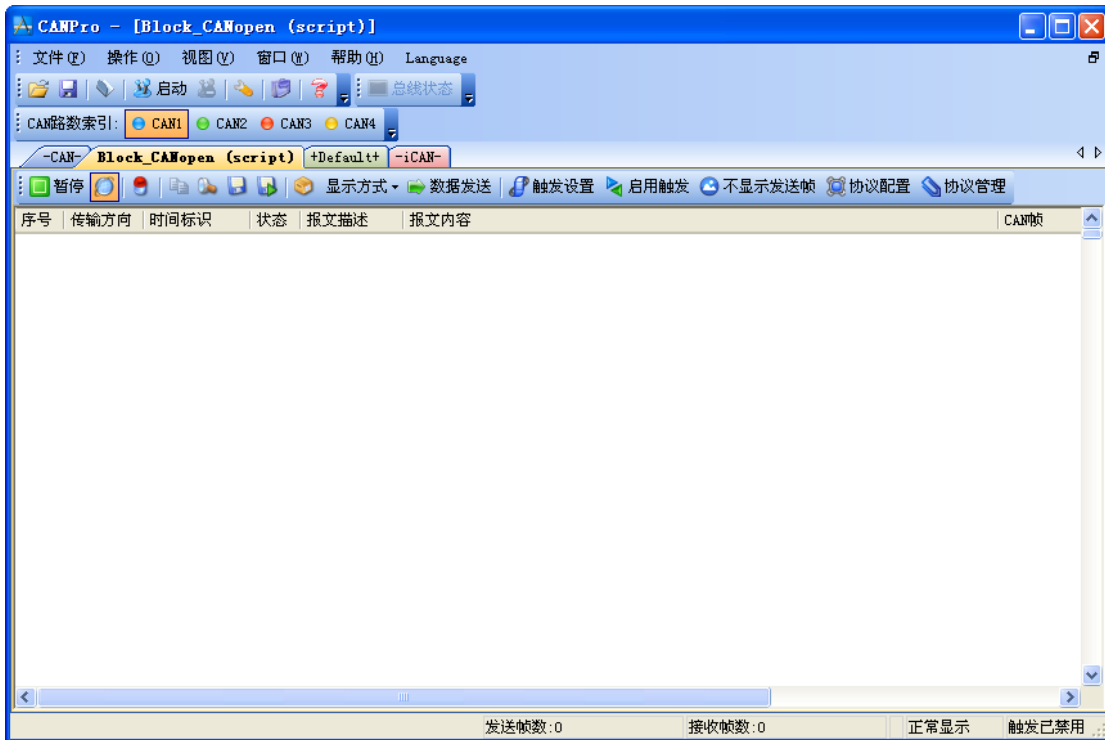 CANPro - [Block_CANopen (script)]
文件(F) 操作(O) 视图(V) 窗口(W) 帮助(H) Language
启动 总线状态
CAN路数索引: CAN1 CAN2 CAN3 CAN4
-CAN- Block_CANopen (script) +Default+ -iCAN-
暂停 显示方式 数据发送 触发设置 启用触发 不显示发送帧 协议配置 协议管理
序号 传输方向 时间标识 状态 报文描述 报文内容 CAN帧
发送帧数:0 接收帧数:0 正常显示 触发已禁用